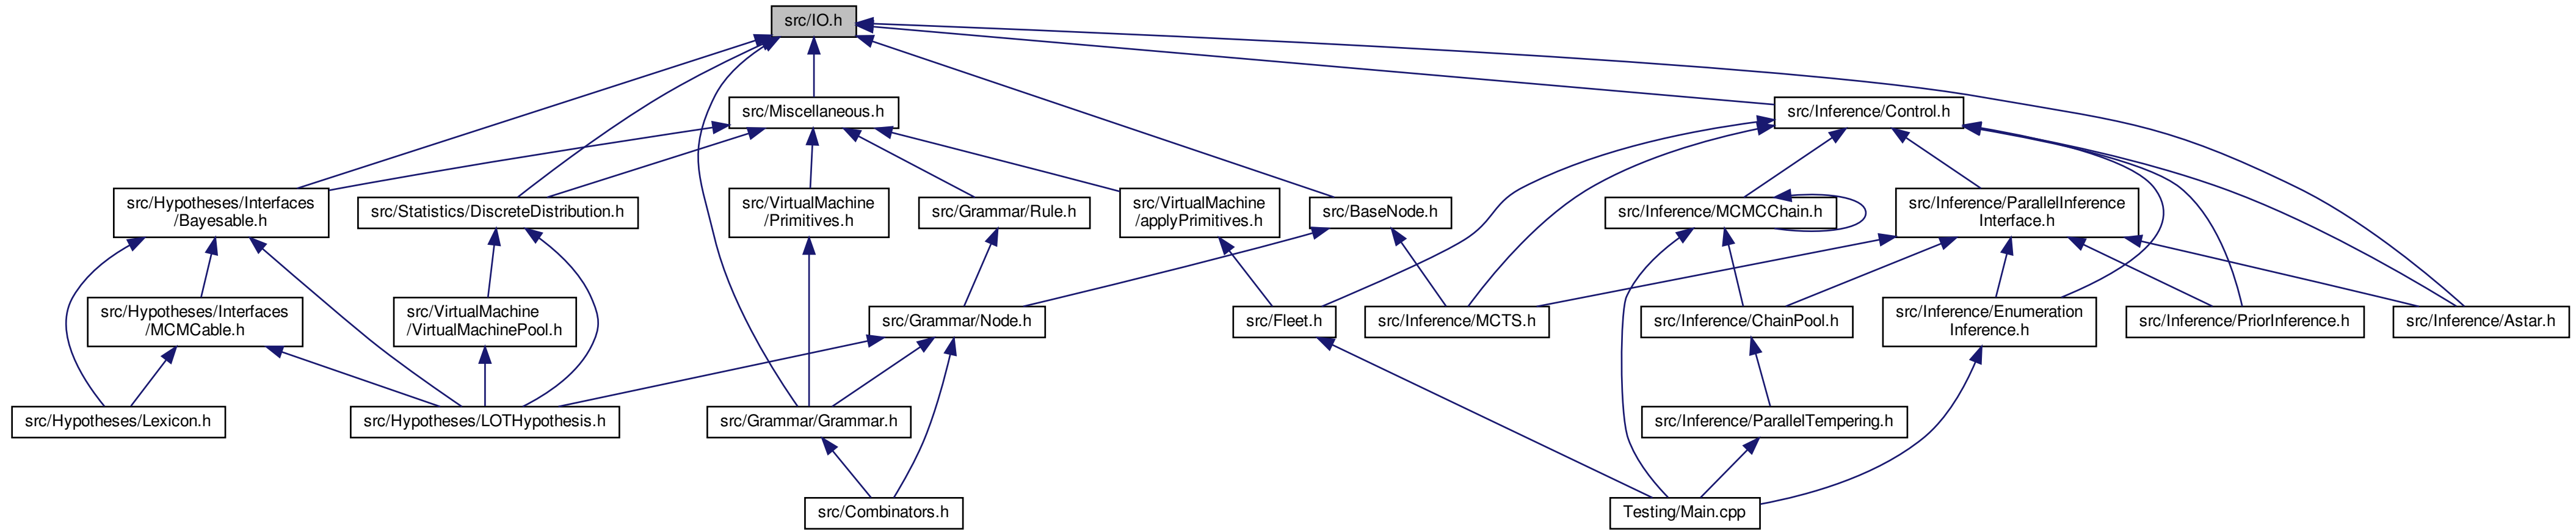 src/IO.h
src/Miscellaneous.h
src/Inference/Control.h
src/Hypotheses/Interfaces
/Bayesable.h
src/Statistics/DiscreteDistribution.h
src/VirtualMachine
/Primitives.h
src/Grammar/Rule.h
src/VirtualMachine
/applyPrimitives.h
src/BaseNode.h
src/Inference/MCMCChain.h
src/Inference/ParallelInference
Interface.h
src/Hypotheses/Interfaces
/MCMCable.h
src/VirtualMachine
/VirtualMachinePool.h
src/Grammar/Node.h
src/Fleet.h
src/Inference/MCTS.h
src/Inference/ChainPool.h
src/Inference/Enumeration
Inference.h
src/Inference/PriorInference.h
src/Inference/Astar.h
src/Hypotheses/Lexicon.h
src/Hypotheses/LOTHypothesis.h
src/Grammar/Grammar.h
src/Inference/ParallelTempering.h
src/Combinators.h
Testing/Main.cpp